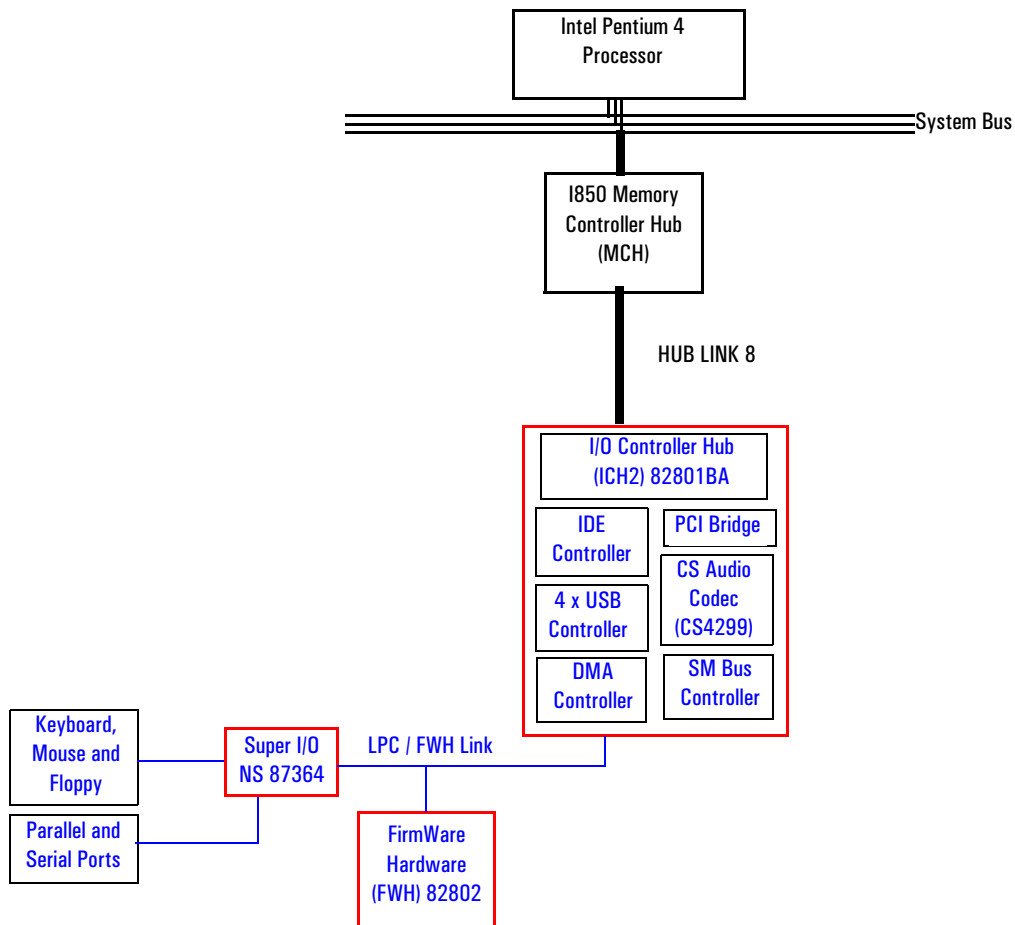 Intel Pentium 4
Processor
System Bus
I850 Memory
Controller Hub
(MCH)
HUB LINK 8
I/O Controller Hub
(ICH2) 82801BA
IDE
Controller
PCI Bridge
CS Audio
Codec
(CS4299)
4 x USB
Controller
DMA
Controller
SM Bus
Controller
Keyboard,
Mouse and
Floppy
Super I/O
NS 87364
LPC / FWH Link
Parallel and
Serial Ports
FirmWare
Hardware
(FWH) 82802